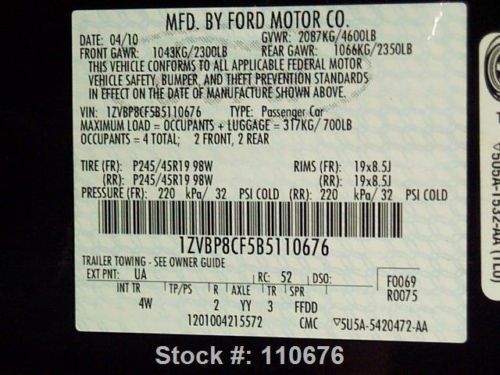 MFD. BY FORD MOTOR CO.
DATE: 04/10 GVWR: 2087KG/4600LB
FRONT GAWR: 1043KG/2300LB REAR GAWR: 1066KG/2350LB
THIS VEHICLE CONFORMS TO ALL APPLICABLE FEDERAL MOTOR
VEHICLE SAFETY, BUMPER, AND THEFT PREVENTION STANDARDS
IN EFFECT ON THE DATE OF MANUFACTURE SHOWN ABOVE.
VIN: 1ZVBP8CF5B5110676 TYPE: Passenger Car
MAXIMUM LOAD = OCCUPANTS + LUGGAGE = 317KG/700LB
OCCUPANTS = 4 TOTAL; 2 FRONT, 2 REAR
TIRE (FR): P245/45R19 98W RIMS (FR): 19x8.5J
(RR): P245/45R19 98W (RR): 19x8.5J
PRESSURE (FR): 220 kPa/ 32 PSI COLD (RR): 220 kPa/ 32 PSI COLD
1ZVBP8CF5B5110676
TRAILER TOWING - SEE OWNER GUIDE
EXT PNT: UA RC: 52 DSO: F0069
INT TR TP/PS R AXLE TR SPR R0075
4W 2 YY 3 FFDD
1201004215572 CMC ▽5U5A-5420472-AA
Stock #: 110676